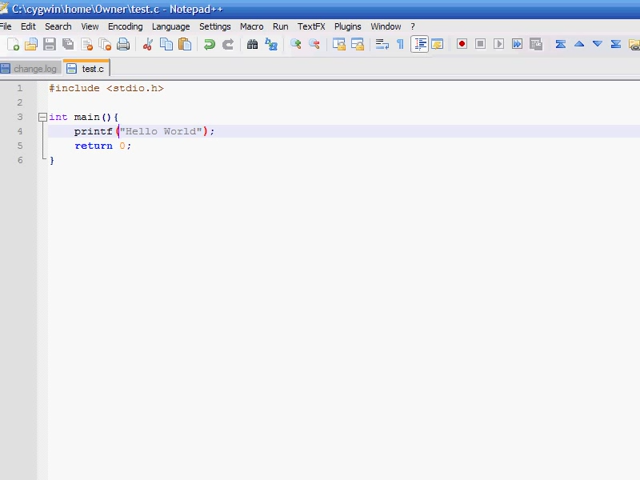 C:\cygwin\home\Owner\test.c - Notepad++
File Edit Search View Encoding Language Settings Macro Run TextFX Plugins Window ?
change.log test.c
1 #include <stdio.h>
2
3 int main(){
4 printf("Hello World");
5 return 0;
6 }